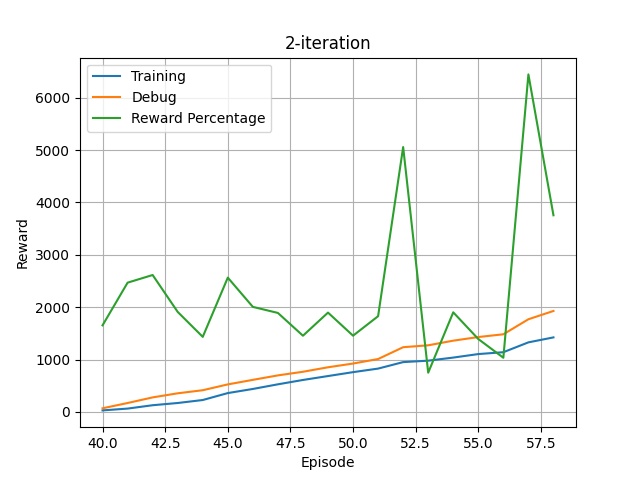 2-iteration
Training
Debug
Reward Percentage
Reward
6000
5000
4000
3000
2000
1000
0
40.0 42.5 45.0 47.5 50.0 52.5 55.0 57.5
Episode